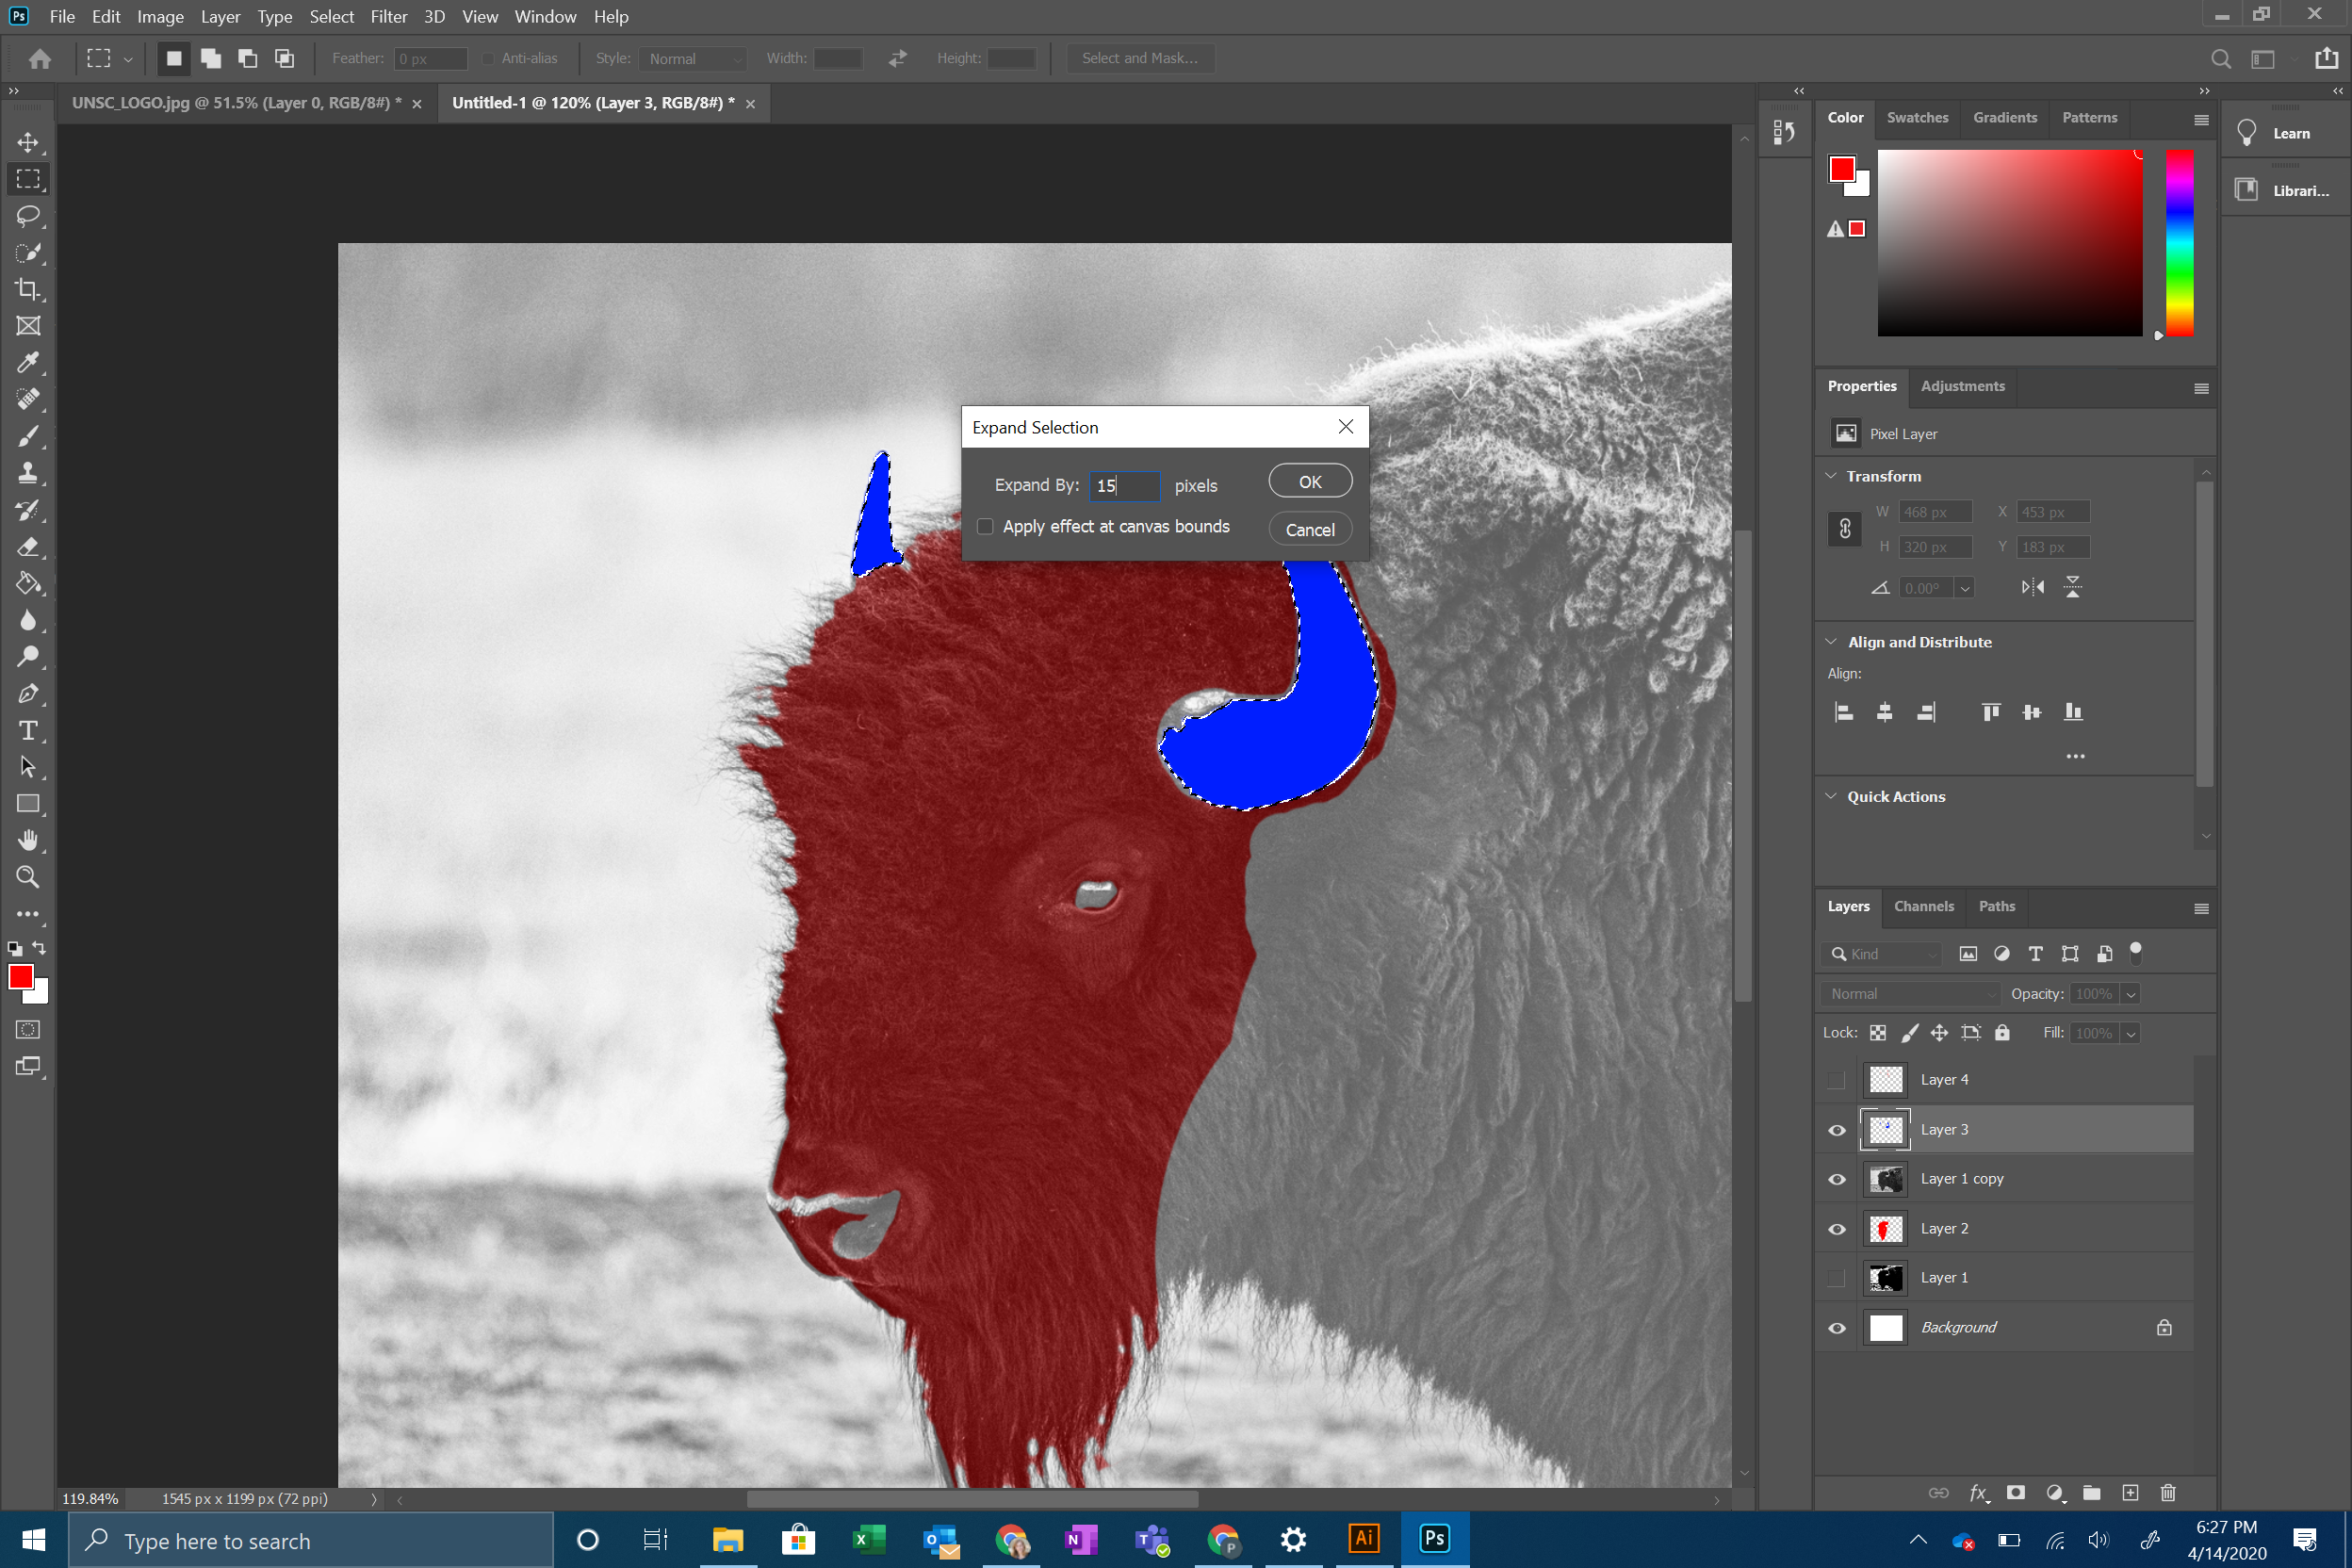 Ps File Edit Image Layer Type Select Filter 3D View Window Help
Feather: 0 px Anti-alias Style: Normal Width: Height: Select and Mask...
UNSC_LOGO.jpg @ 51.5% (Layer 0, RGB/8#) * × Untitled-1 @ 120% (Layer 3, RGB/8#) * ×
Color Swatches Gradients Patterns
Learn
Librari...
Properties Adjustments
Pixel Layer
Transform
W 468 px X 453 px
H 320 px Y 183 px
0.00°
Align and Distribute
Align:
Quick Actions
Expand Selection
Expand By: 15 pixels OK
Apply effect at canvas bounds Cancel
Layers Channels Paths
Kind
Normal Opacity: 100%
Lock: Fill: 100%
Layer 4
Layer 3
Layer 1 copy
Layer 2
Layer 1
Background
fx
119.84% 1545 px x 1199 px (72 ppi)
Type here to search
Ai Ps
6:27 PM
4/14/2020